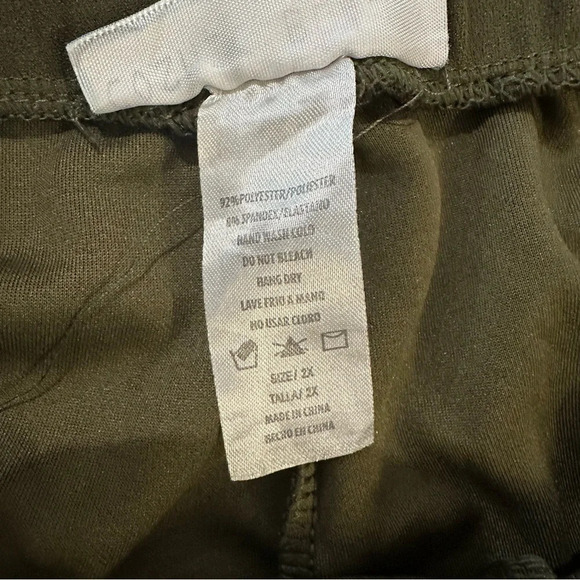 92%POLYESTER/POLIESTER
8% SPANDEX/ELASTANO
HAND WASH COLD
DO NOT BLEACH
HANG DRY
LAVE FRIO A MANO
NO USAR CLORO
SIZE/ 2X
TALLA/ 2X
MADE IN CHINA
HECHO EN CHINA